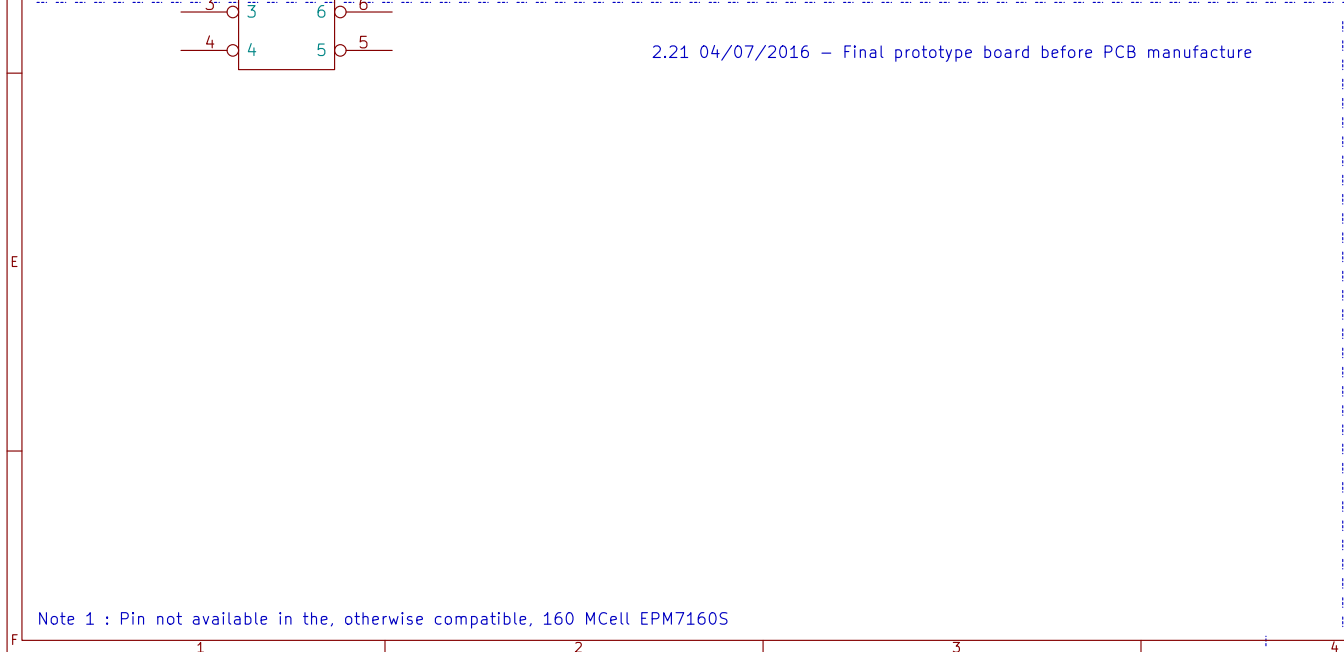 3 3 6 6
4 4 5 5
2.21 04/07/2016 – Final prototype board before PCB manufacture
E
Note 1 : Pin not available in the, otherwise compatible, 160 MCell EPM7160S
F
1 2 3 4